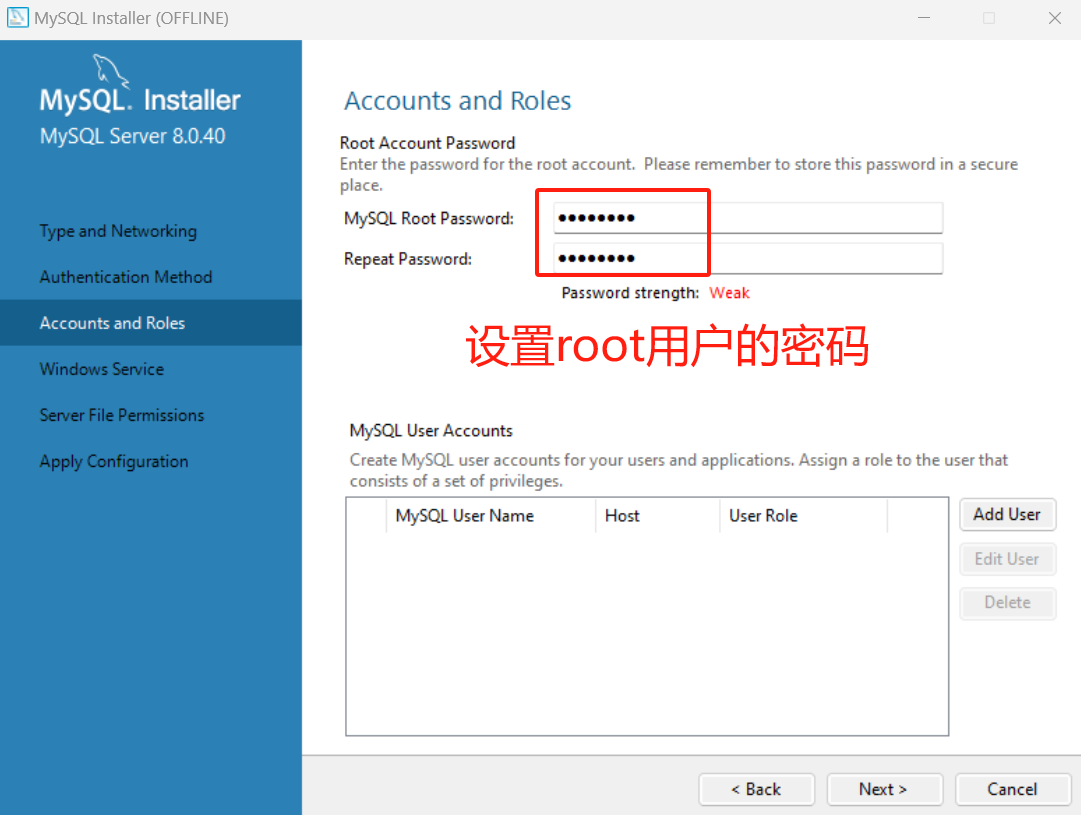 MySQL Installer (OFFLINE)
MySQL. Installer
MySQL Server 8.0.40
Type and Networking
Authentication Method
Accounts and Roles
Windows Service
Server File Permissions
Apply Configuration
Accounts and Roles
Root Account Password
Enter the password for the root account.  Please remember to store this password in a secure
place.
MySQL Root Password: ●●●●●●●●
Repeat Password: ●●●●●●●●
Password strength: Weak
设置root用户的密码
MySQL User Accounts
Create MySQL user accounts for your users and applications. Assign a role to the user that
consists of a set of privileges.
MySQL User Name Host User Role
Add User
Edit User
Delete
< Back Next > Cancel